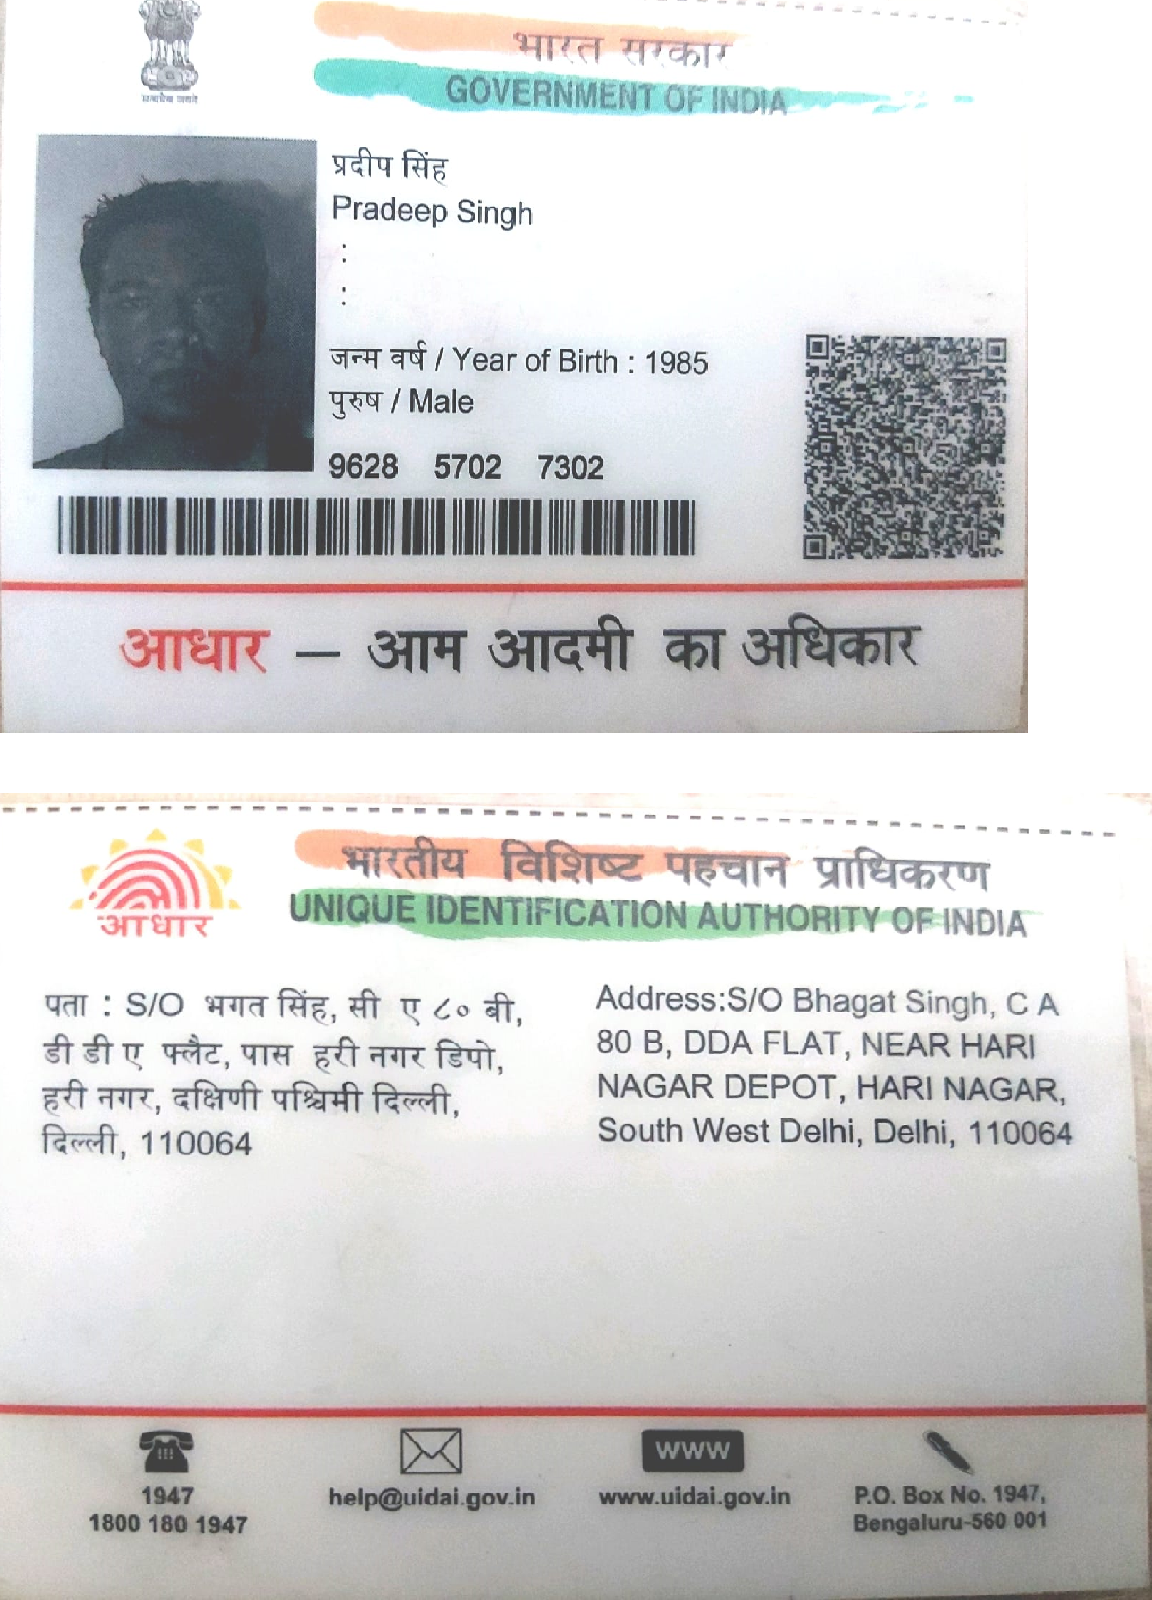 भारत सरकार
GOVERNMENT OF INDIA
सत्यमेव जयते
प्रदीप सिंह
Pradeep Singh
:
:
जन्म वर्ष / Year of Birth : 1985
पुरुष / Male
9628 5702 7302
आधार – आम आदमी का अधिकार
भारतीय विशिष्ट पहचान प्राधिकरण
UNIQUE IDENTIFICATION AUTHORITY OF INDIA
आधार
पता : S/O भगत सिंह, सी ए ८० बी,
डी डी ए फ्लैट, पास हरी नगर डिपो,
हरी नगर, दक्षिणी पश्चिमी दिल्ली,
दिल्ली, 110064
Address:S/O Bhagat Singh, C A
80 B, DDA FLAT, NEAR HARI
NAGAR DEPOT, HARI NAGAR,
South West Delhi, Delhi, 110064
1947
1800 180 1947
help@uidai.gov.in
WWW
www.uidai.gov.in
P.O. Box No. 1947,
Bengaluru-560 001